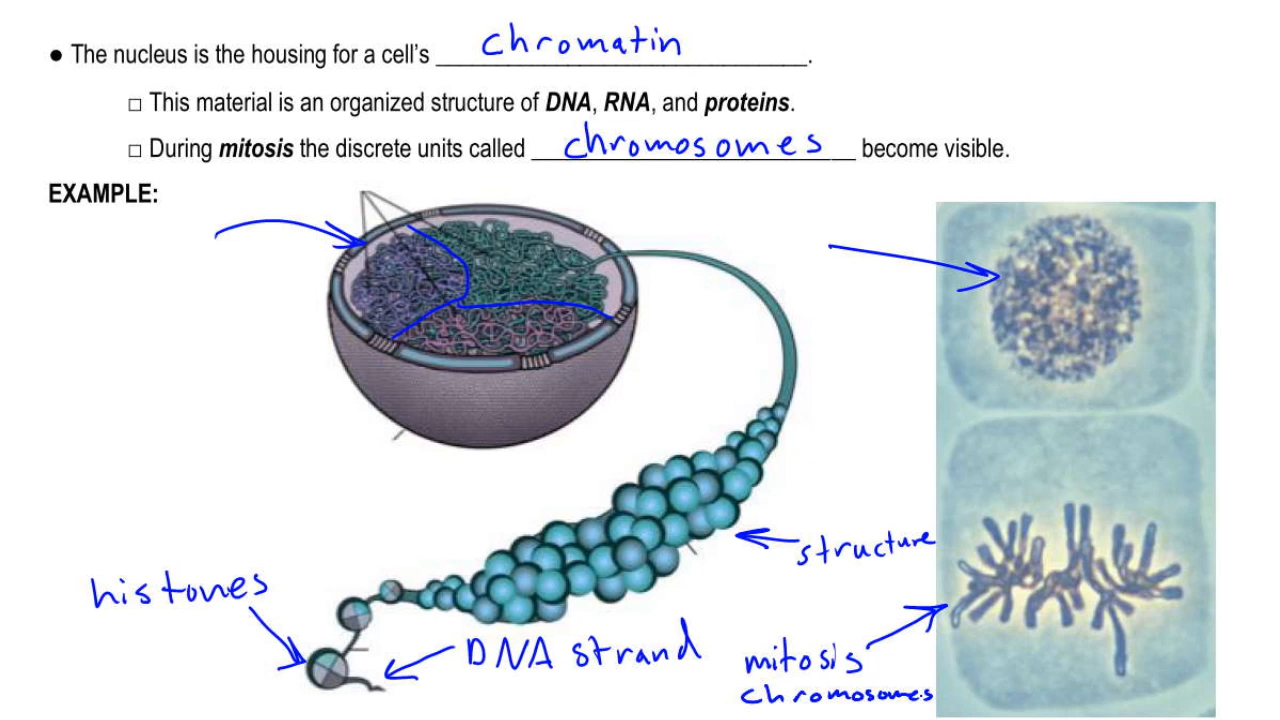 ● The nucleus is the housing for a cell's chromatin.
□ This material is an organized structure of DNA, RNA, and proteins.
□ During mitosis the discrete units called chromosomes become visible.
EXAMPLE:
structure
histones
DNA strand
mitosis
chromosomes